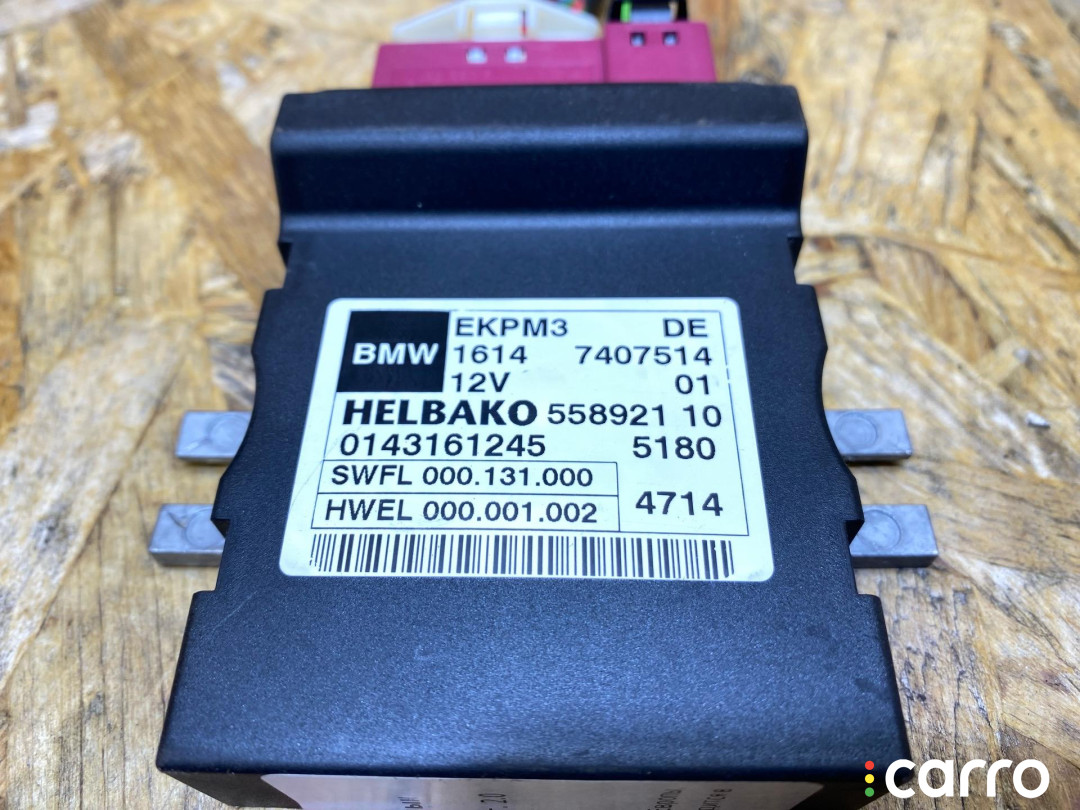 BMW
EKPM3 DE
1614 7407514
12V 01
HELBAKO 558921 10
0143161245 5180
SWFL 000.131.000
HWEL 000.001.002
4714
carro